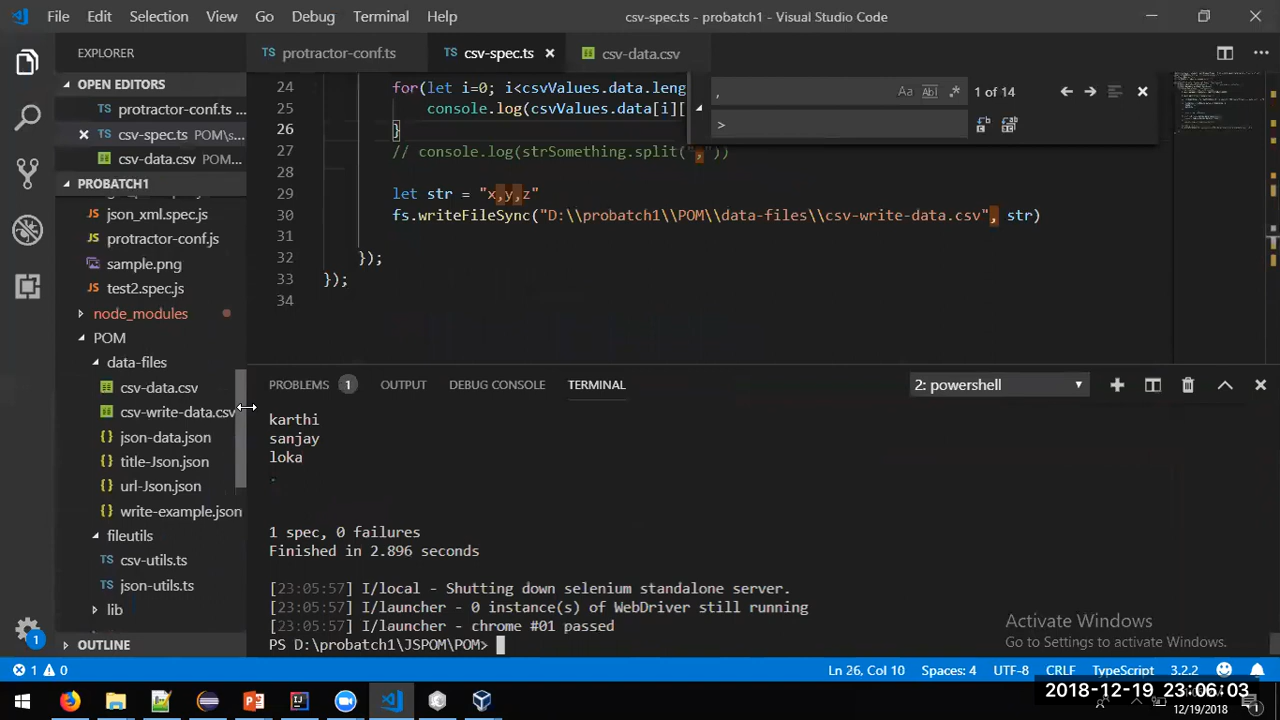 File Edit Selection View Go Debug Terminal Help
csv-spec.ts - probatch1 - Visual Studio Code
EXPLORER
OPEN EDITORS
protractor-conf.ts ...
csv-spec.ts POM\s...
csv-data.csv POM...
PROBATCH1
json_xml.spec.js
protractor-conf.js
sample.png
test2.spec.js
node_modules
POM
data-files
csv-data.csv
csv-write-data.csv
json-data.json
title-Json.json
url-Json.json
write-example.json
fileutils
csv-utils.ts
json-utils.ts
lib
OUTLINE
TS protractor-conf.ts
TS csv-spec.ts
csv-data.csv
, Aa Abl .* 1 of 14
>
24 for(let i=0; i<csvValues.data.leng
25 console.log(csvValues.data[i][
26 }
27 // console.log(strSomething.split(","))
28
29 let str = "x,y,z"
30 fs.writeFileSync("D:\\probatch1\\POM\\data-files\\csv-write-data.csv", str)
31
32 });
33 });
34
PROBLEMS 1 OUTPUT DEBUG CONSOLE TERMINAL 2: powershell
karthi
sanjay
loka
.
1 spec, 0 failures
Finished in 2.896 seconds
[23:05:57] I/local - Shutting down selenium standalone server.
[23:05:57] I/launcher - 0 instance(s) of WebDriver still running
[23:05:57] I/launcher - chrome #01 passed
PS D:\probatch1\JSPOM\POM>
Activate Windows
Go to Settings to activate Windows.
1 0 Ln 26, Col 10 Spaces: 4 UTF-8 CRLF TypeScript 3.2.2
2018-12-19 23:06:03
12/19/2018